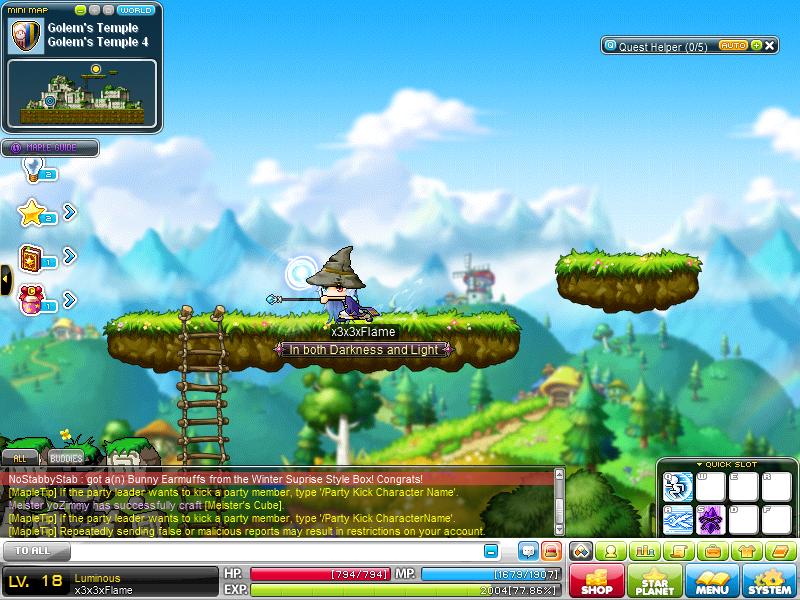 MINI MAP
WORLD
Golem's Temple
Golem's Temple 4
Quest Helper (0/5)
AUTO
MAPLE GUIDE
2
2
1
1
x3x3xFlame
In both Darkness and Light
ALL
BUDDIES
NoStabbyStab : got a(n) Bunny Earmuffs from the Winter Suprise Style Box! Congrats!
[MapleTip] If the party leader wants to kick a party member, type '/Party Kick Character Name'.
Meister yoZimmy has successfully craft [Meister's Cube].
[MapleTip] If the party leader wants to kick a party member, type '/Party Kick CharacterName'.
[MapleTip] Repeatedly sending false or malicious reports may result in restrictions on your account.
QUICK SLOT
Q W E R
A S D F
TO ALL
LV. 18
Luminous
x3x3xFlame
HP. [794/794] MP. [1679/1907]
EXP. 2004[77.86%]
SHOP
STAR PLANET
MENU
SYSTEM